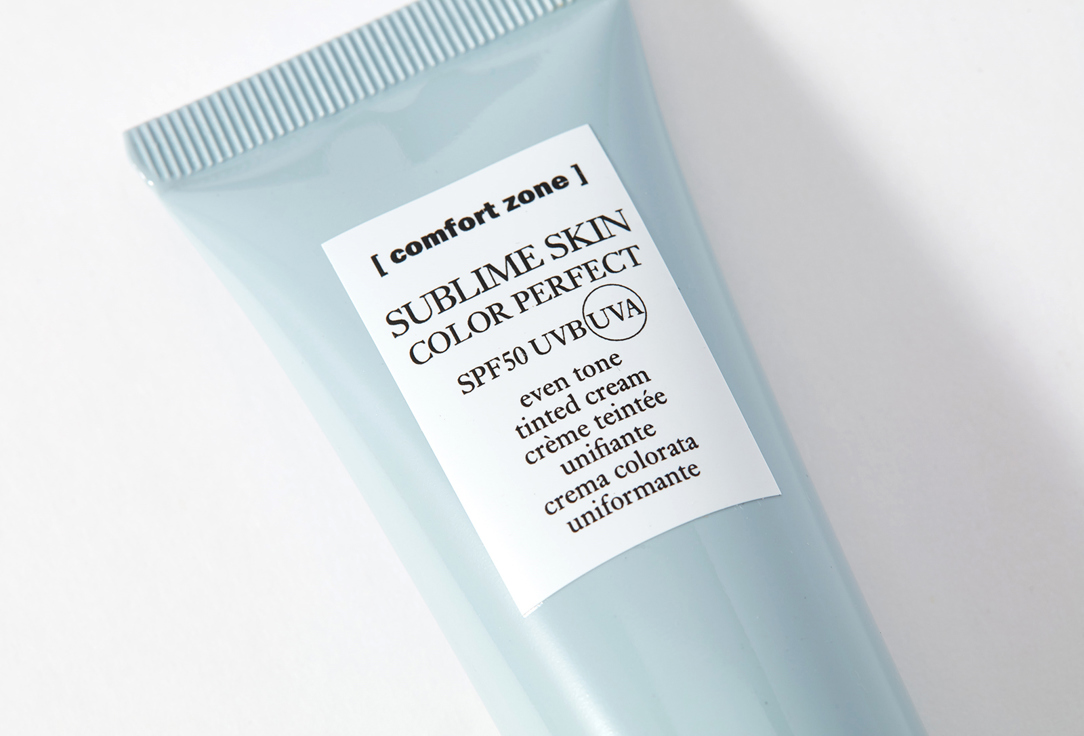 [ comfort zone ]
SUBLIME SKIN
COLOR PERFECT
SPF50 UVB UVA
even tone
tinted cream
crème teintée
unifiante
crema colorata
uniformante